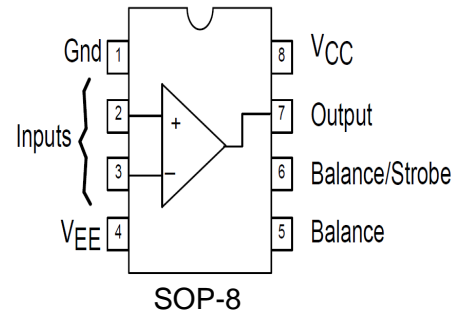 Gnd 1 8 VCC
2 + 7 Output
Inputs
3 − 6 Balance/Strobe
VEE 4 5 Balance
SOP-8